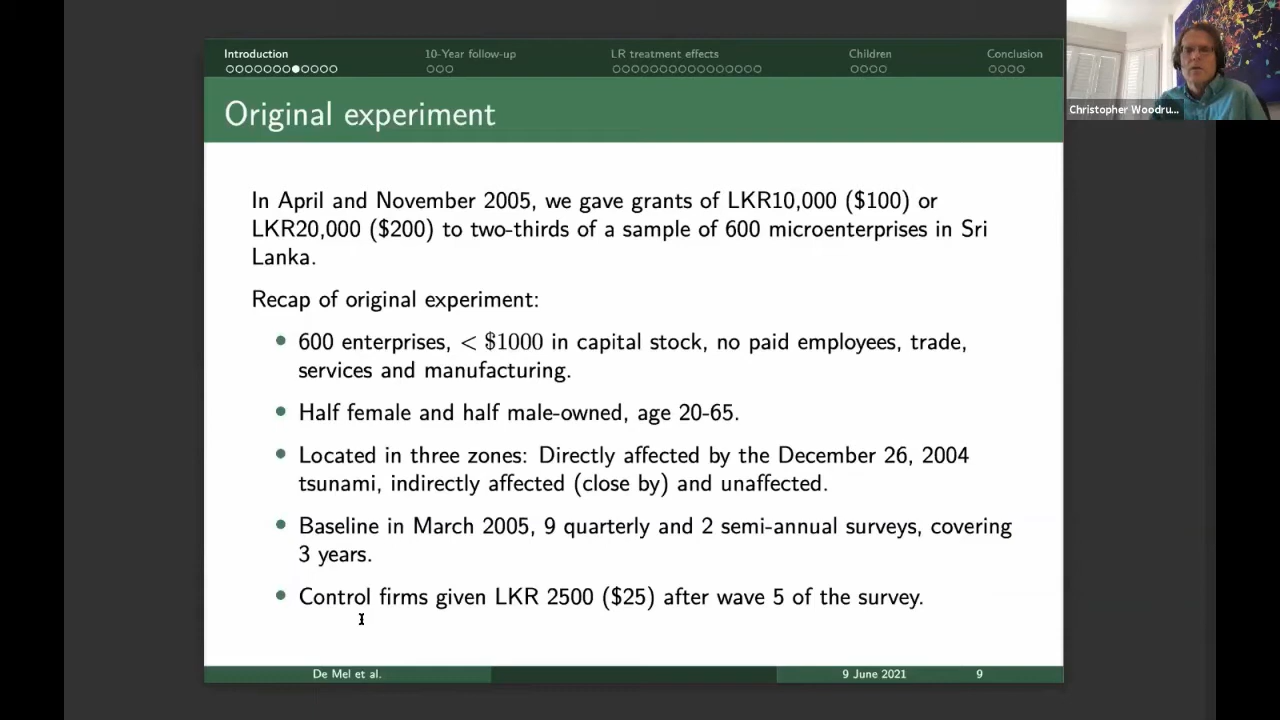 Introduction
10-Year follow-up
LR treatment effects
Children
Conclusion
Original experiment
In April and November 2005, we gave grants of LKR10,000 ($100) or
LKR20,000 ($200) to two-thirds of a sample of 600 microenterprises in Sri
Lanka.
Recap of original experiment:
600 enterprises, < $1000 in capital stock, no paid employees, trade,
services and manufacturing.
Half female and half male-owned, age 20-65.
Located in three zones: Directly affected by the December 26, 2004
tsunami, indirectly affected (close by) and unaffected.
Baseline in March 2005, 9 quarterly and 2 semi-annual surveys, covering
3 years.
Control firms given LKR 2500 ($25) after wave 5 of the survey.
De Mel et al.
9 June 2021
9
Christopher Woodru...